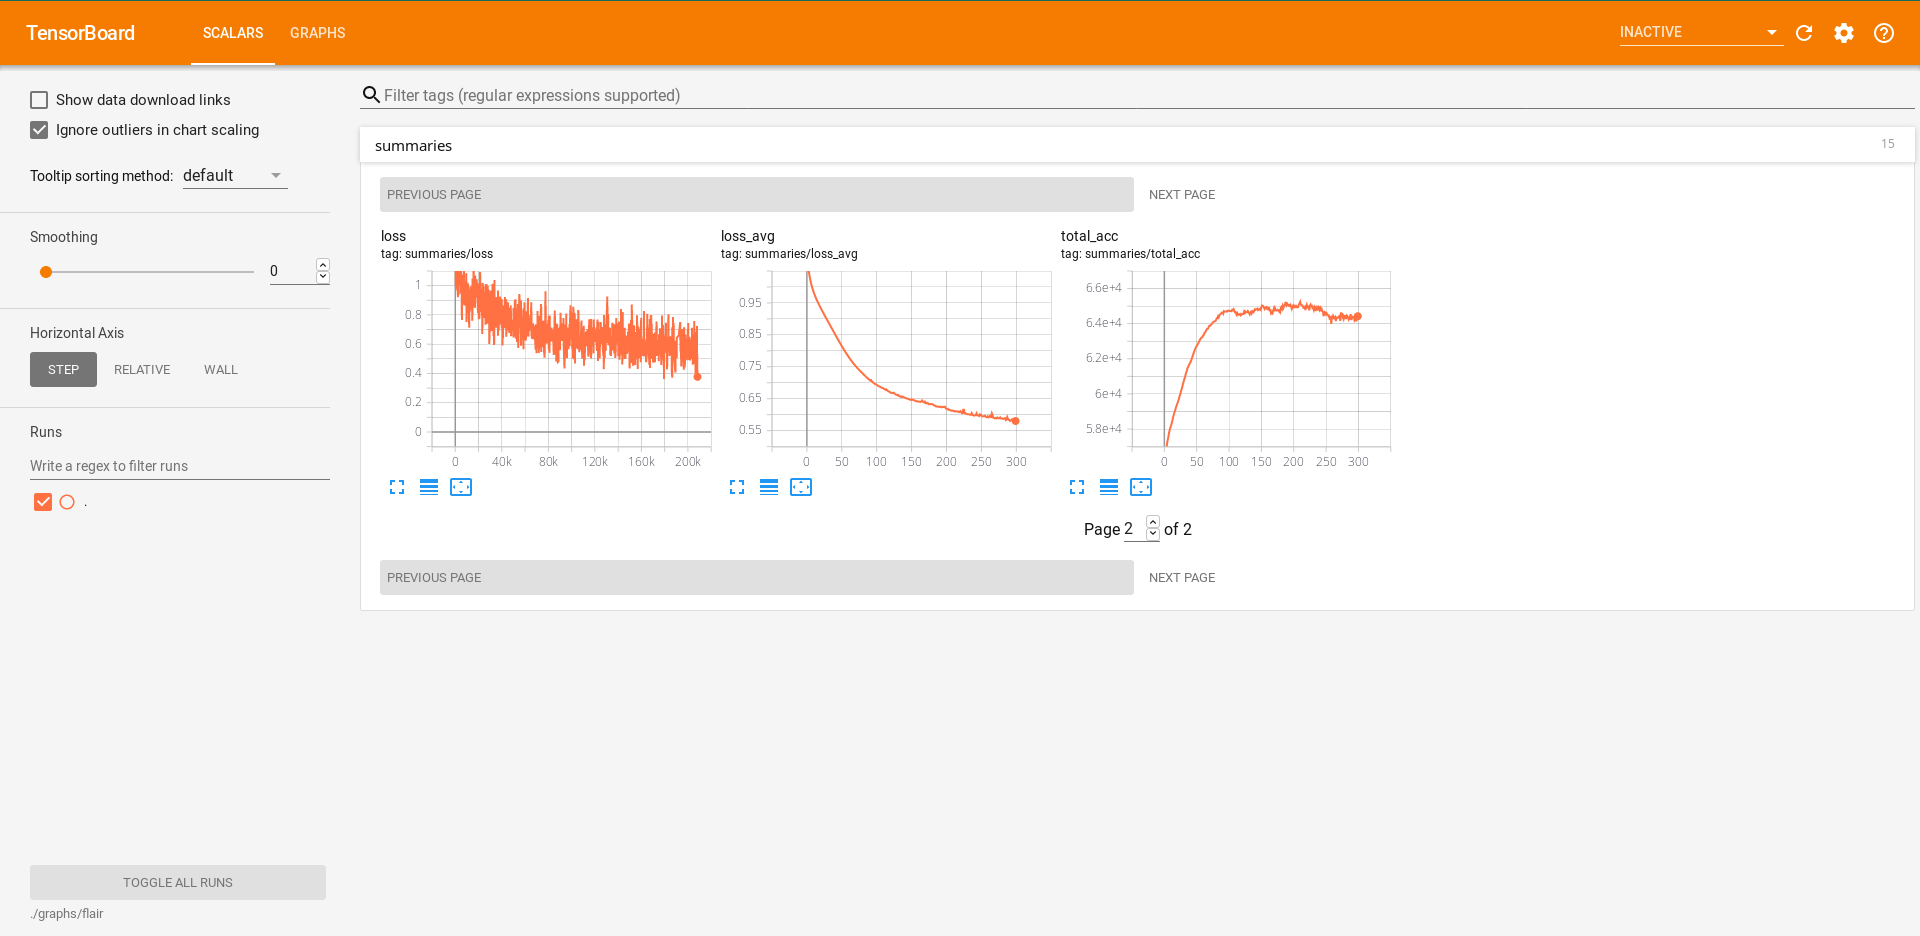 TensorBoard SCALARS GRAPHS INACTIVE
Show data download links
Ignore outliers in chart scaling
Tooltip sorting method: default
Smoothing
0
Horizontal Axis
STEP RELATIVE WALL
Runs
Write a regex to filter runs
.
TOGGLE ALL RUNS
./graphs/flair
Filter tags (regular expressions supported)
summaries 15
PREVIOUS PAGE NEXT PAGE
loss
tag: summaries/loss
1
0.8
0.6
0.4
0.2
0
0 40k 80k 120k 160k 200k
loss_avg
tag: summaries/loss_avg
0.95
0.85
0.75
0.65
0.55
0 50 100 150 200 250 300
total_acc
tag: summaries/total_acc
6.6e+4
6.4e+4
6.2e+4
6e+4
5.8e+4
0 50 100 150 200 250 300
Page 2 of 2
PREVIOUS PAGE NEXT PAGE